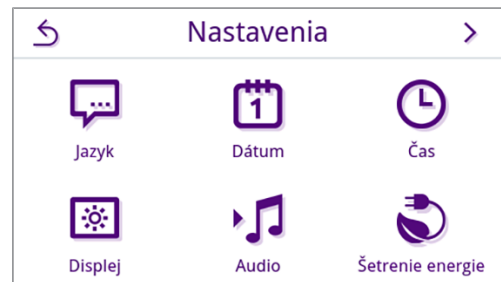 Nastavenia
1
Jazyk
Dátum
Čas
Displej
Audio
Šetrenie energie